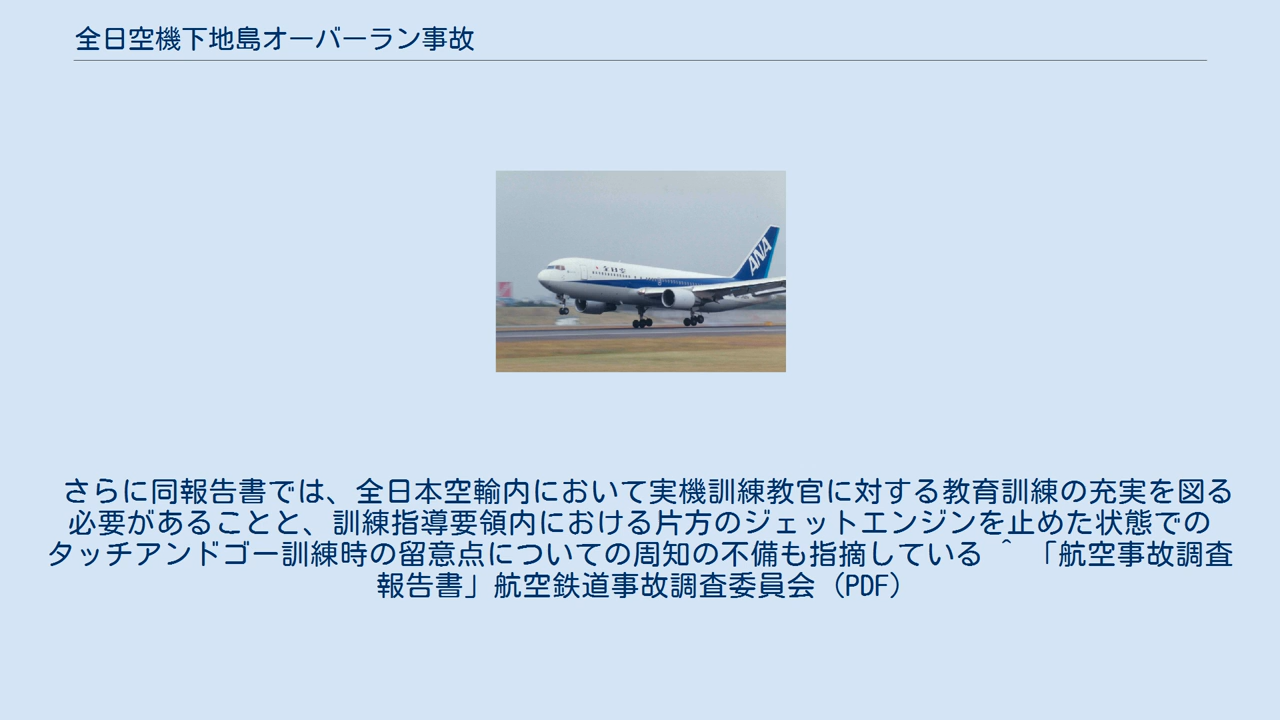 全日空機下地島オーバーラン事故
ANA
全日空
さらに同報告書では、全日本空輸内において実機訓練教官に対する教育訓練の充実を図る
必要があることと、訓練指導要領内における片方のジェットエンジンを止めた状態での
タッチアンドゴー訓練時の留意点についての周知の不備も指摘している ^ 「航空事故調査
報告書」航空鉄道事故調査委員会（PDF）